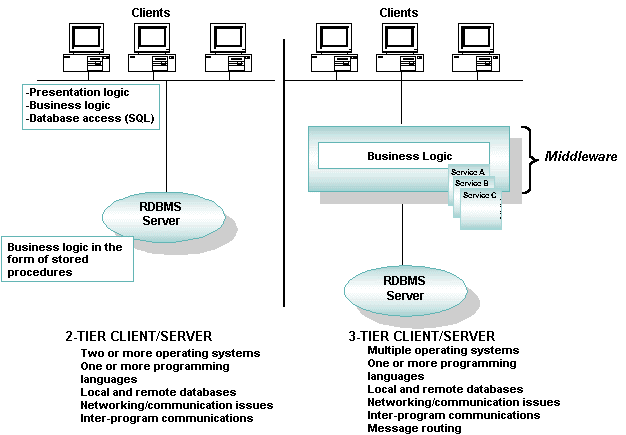 Clients
-Presentation logic
-Business logic
-Database access (SQL)
RDBMS
Server
Business logic in the
form of stored
procedures
2-TIER CLIENT/SERVER
Two or more operating systems
One or more programming
languages
Local and remote databases
Networking/communication issues
Inter-program communications
Clients
Business Logic
Service A
Service B
Service C
Middleware
RDBMS
Server
3-TIER CLIENT/SERVER
Multiple operating systems
One or more programming
languages
Local and remote databases
Networking/communication issues
Inter-program communications
Message routing